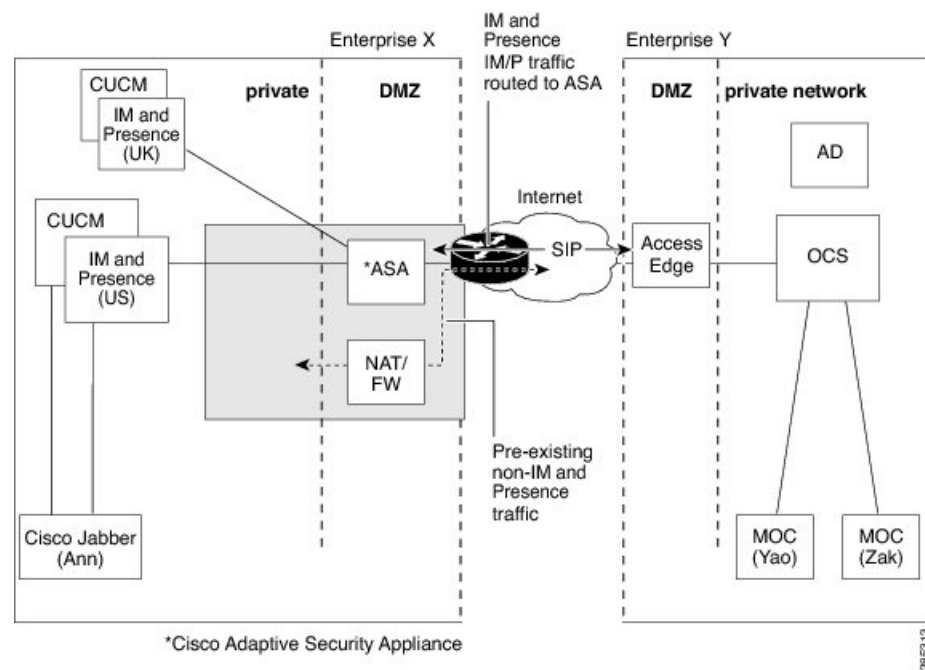 Enterprise X
IM and
Presence
IM/P traffic
routed to ASA
Enterprise Y
CUCM
IM and
Presence
(UK)
private
DMZ
DMZ
private network
AD
CUCM
IM and
Presence
(US)
*ASA
Internet
SIP
Access
Edge
OCS
NAT/
FW
Pre-existing
non-IM and
Presence
traffic
Cisco Jabber
(Ann)
MOC
(Yao)
MOC
(Zak)
*Cisco Adaptive Security Appliance